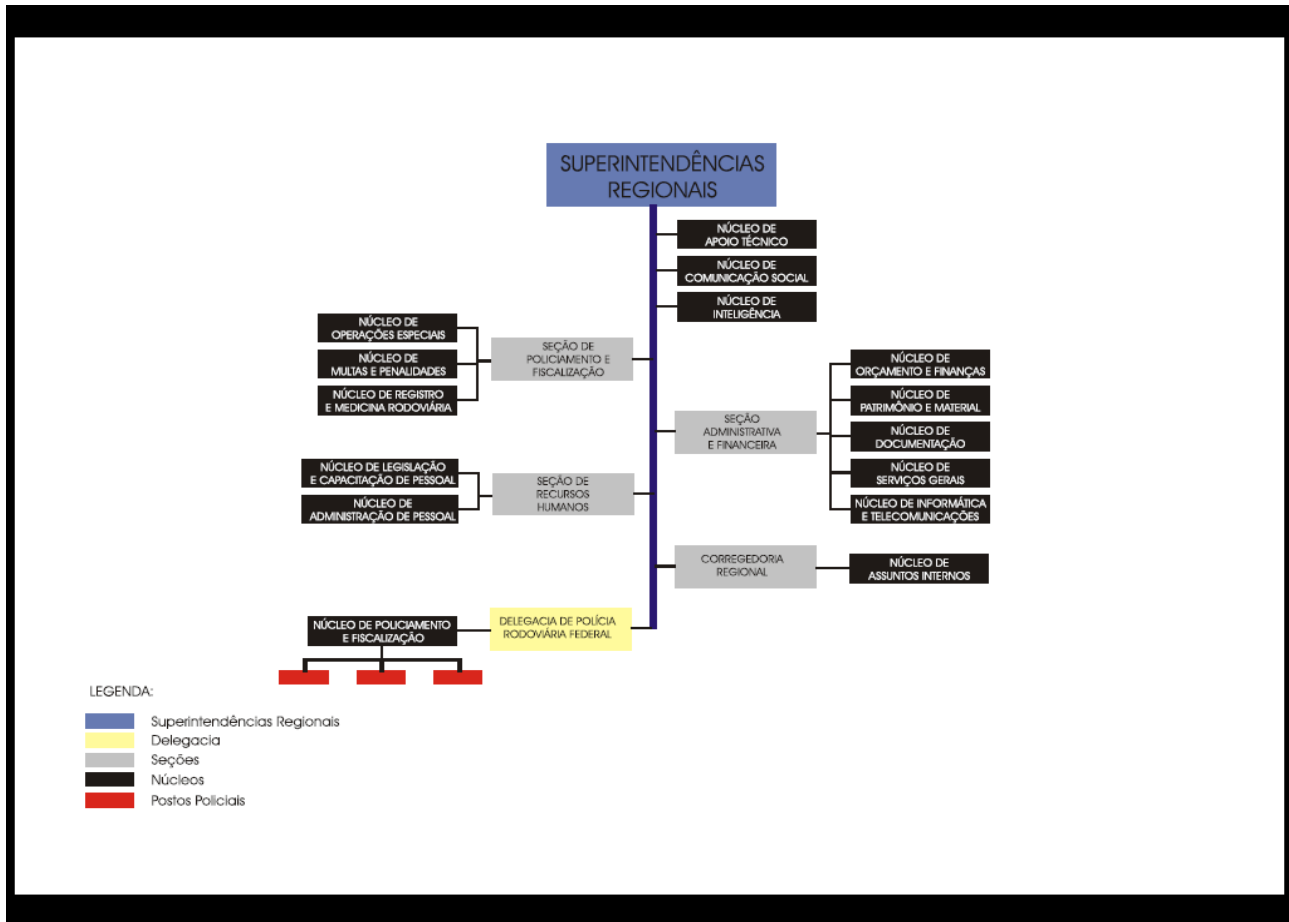 SUPERINTENDÊNCIAS
REGIONAIS
NÚCLEO DE
APOIO TÉCNICO
NÚCLEO DE
COMUNICAÇÃO SOCIAL
NÚCLEO DE
INTELIGÊNCIA
NÚCLEO DE
OPERAÇÕES ESPECIAIS
NÚCLEO DE
MULTAS E PENALIDADES
NÚCLEO DE REGISTRO
E MEDICINA RODOVIÁRIA
SEÇÃO DE
POLICIAMENTO E
FISCALIZAÇÃO
SEÇÃO
ADMINISTRATIVA
E FINANCEIRA
NÚCLEO DE
ORÇAMENTO E FINANÇAS
NÚCLEO DE
PATRIMÔNIO E MATERIAL
NÚCLEO DE
DOCUMENTAÇÃO
NÚCLEO DE
SERVIÇOS GERAIS
NÚCLEO DE INFORMÁTICA
E TELECOMUNICAÇÕES
NÚCLEO DE LEGISLAÇÃO
E CAPACITAÇÃO DE PESSOAL
NÚCLEO DE
ADMINISTRAÇÃO DE PESSOAL
SEÇÃO DE
RECURSOS
HUMANOS
CORREGEDORIA
REGIONAL
NÚCLEO DE
ASSUNTOS INTERNOS
NÚCLEO DE POLICIAMENTO
E FISCALIZAÇÃO
DELEGACIA DE POLÍCIA
RODOVIÁRIA FEDERAL
LEGENDA:
Superintendências Regionais
Delegacia
Seções
Núcleos
Postos Policiais